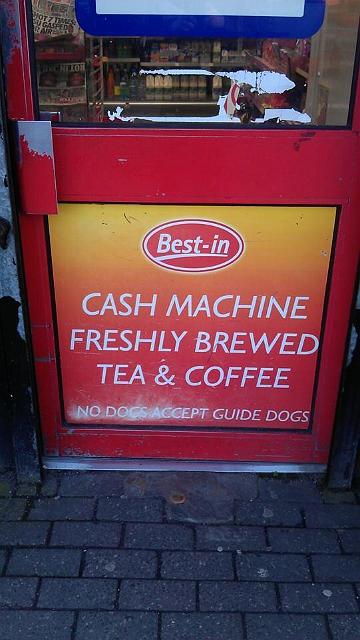 Best-in
CASH MACHINE
FRESHLY BREWED
TEA & COFFEE
NO DOGS ACCEPT GUIDE DOGS